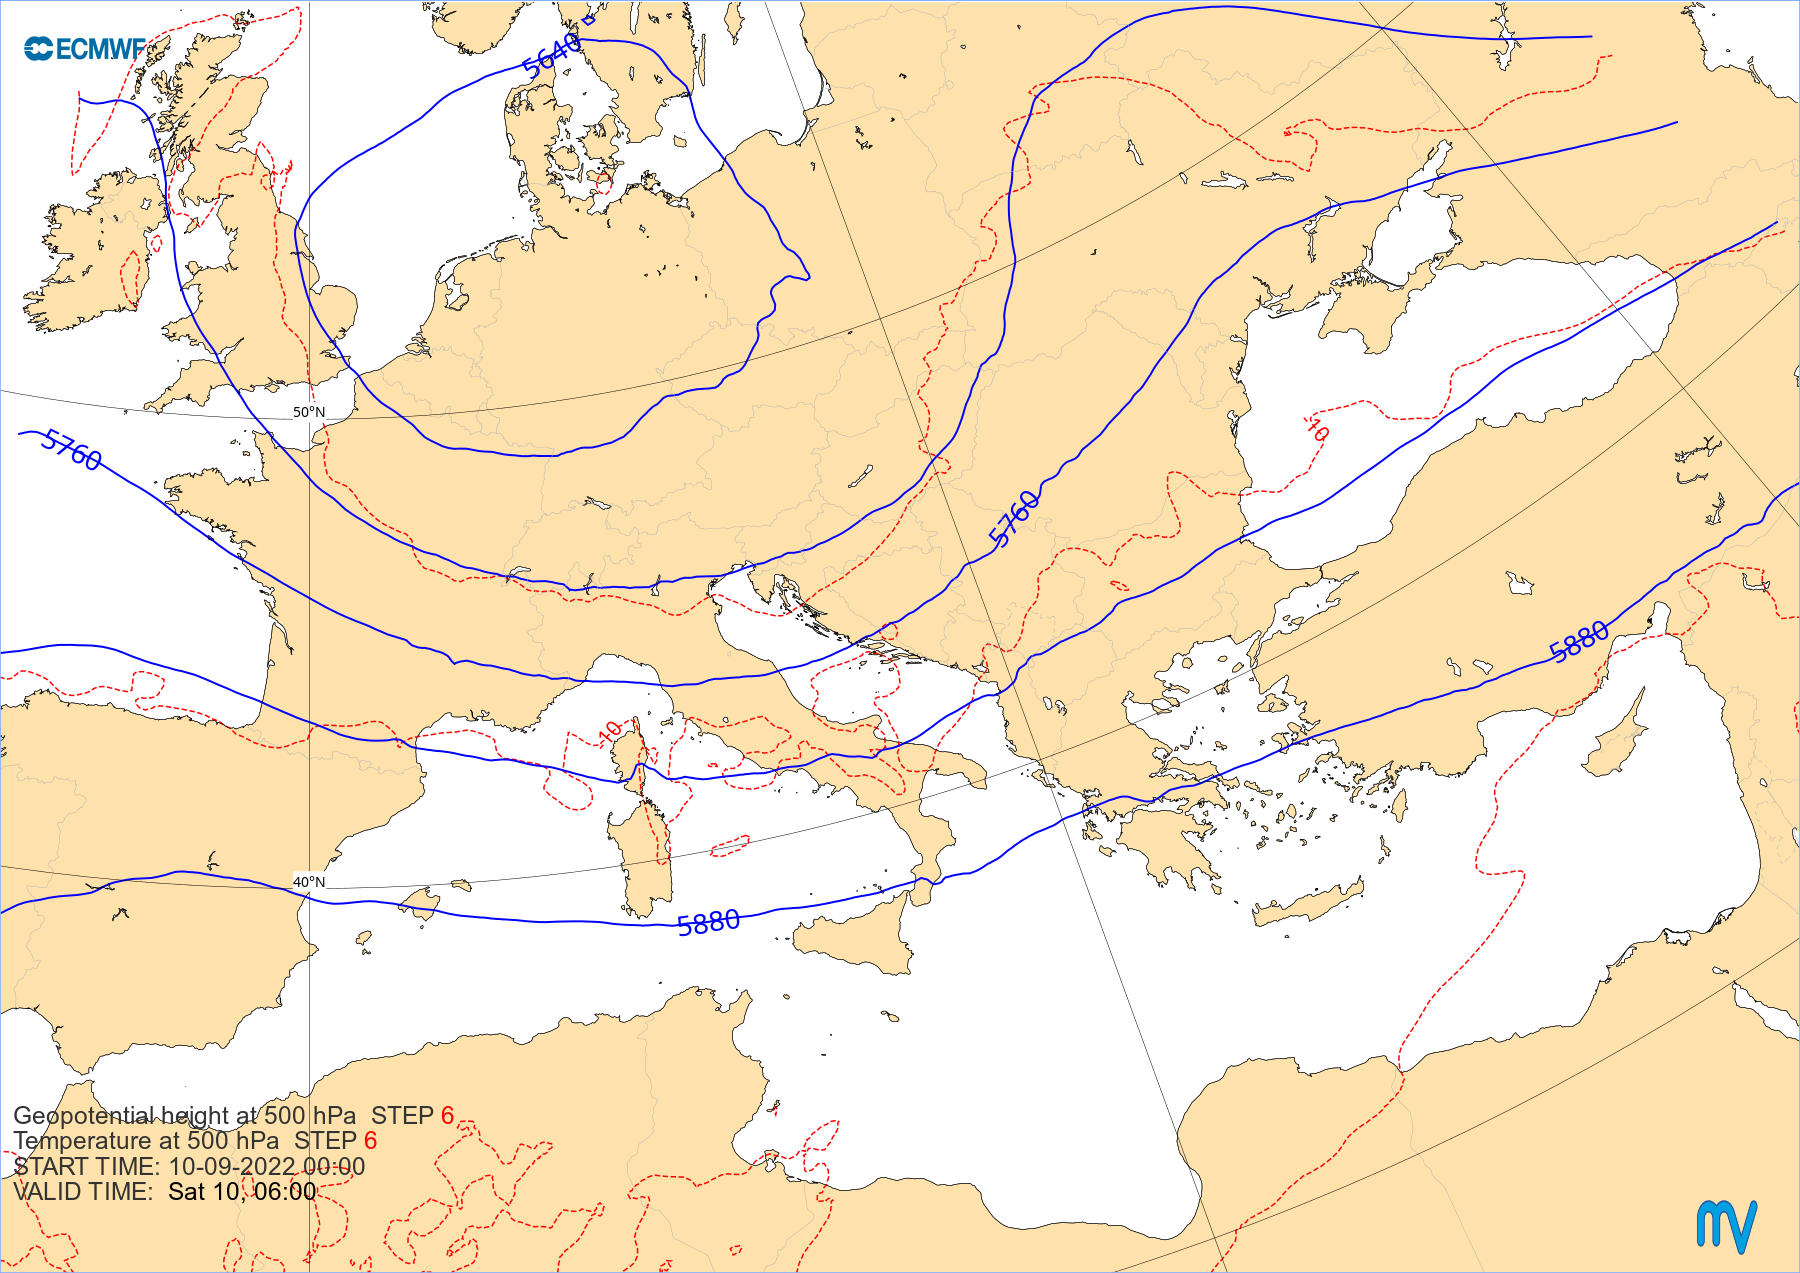 ECMWF
5640
50°N
5760
-10
5760
5880
-10
40°N
5880
Geopotential height at 500 hPa  STEP 6
Temperature at 500 hPa  STEP 6
START TIME: 10-09-2022 00:00
VALID TIME:  Sat 10, 06:00